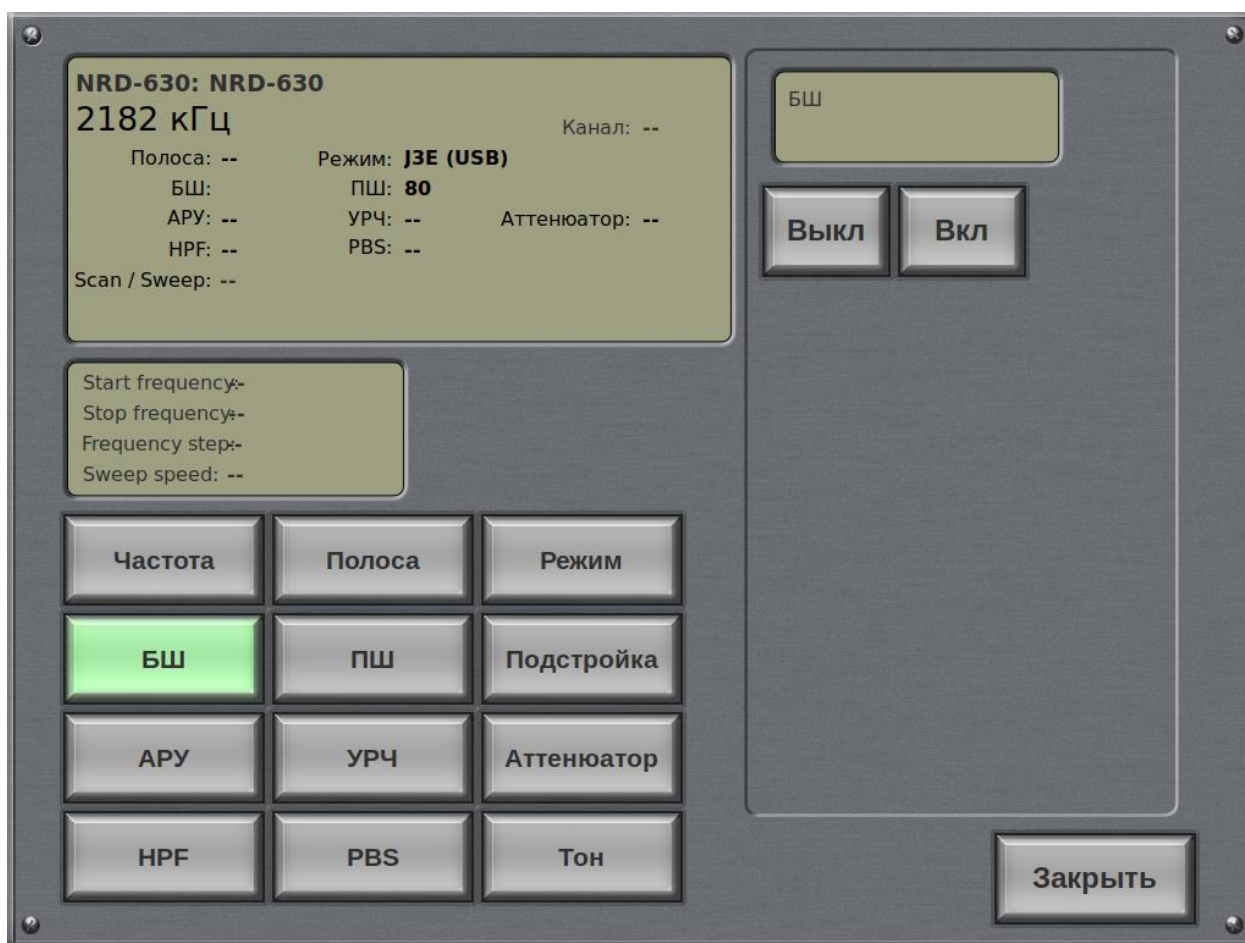 NRD-630: NRD-630
2182 кГц
Канал: --
Полоса: -- Режим: J3E (USB)
БШ: ПШ: 80
АРУ: -- УРЧ: -- Аттенюатор: --
HPF: -- PBS: --
Scan / Sweep: --
Start frequency:--
Stop frequency:--
Frequency step:--
Sweep speed: --
Частота Полоса Режим
БШ ПШ Подстройка
АРУ УРЧ Аттенюатор
HPF PBS Тон
БШ
Выкл Вкл
Закрыть